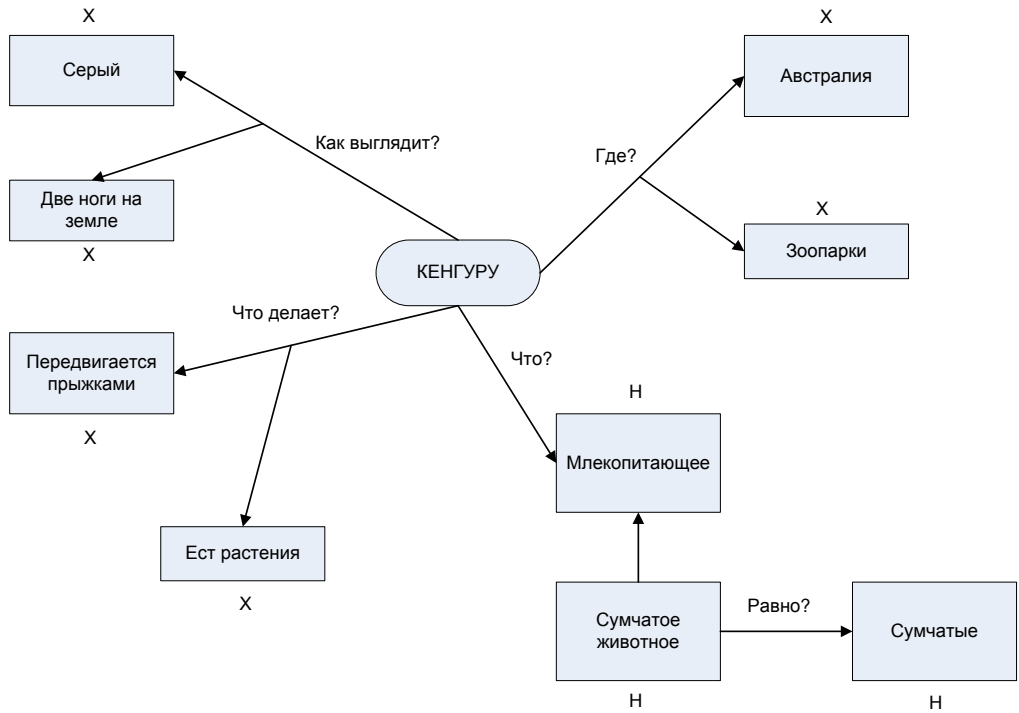 Х
Серый
Х
Австралия
Как выглядит?
Где?
Две ноги на
земле
Х
Х
Зоопарки
КЕНГУРУ
Что делает?
Передвигается
прыжками
Х
Что?
Н
Млекопитающее
Ест растения
Х
Сумчатое
животное
Н
Равно?
Сумчатые
Н